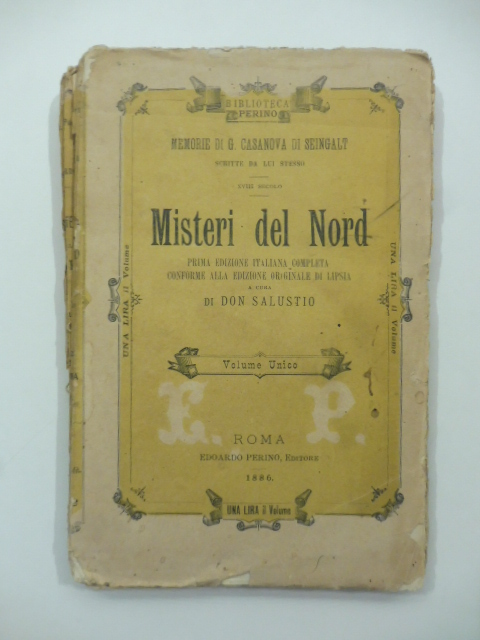 BIBLIOTECA
PERINO
MEMORIE DI G. CASANOVA DI SEINGALT
SCRITTE DA LUI STESSO
XVIII SECOLO
Misteri del Nord
PRIMA EDIZIONE ITALIANA COMPLETA
CONFORME ALLA EDIZIONE ORIGINALE DI LIPSIA
A CURA
DI DON SALUSTIO
UNA LIRA il Volume
UNA LIRA il Volume
Volume Unico
E. P.
ROMA
EDOARDO PERINO, EDITORE
1886.
UNA LIRA il Volume